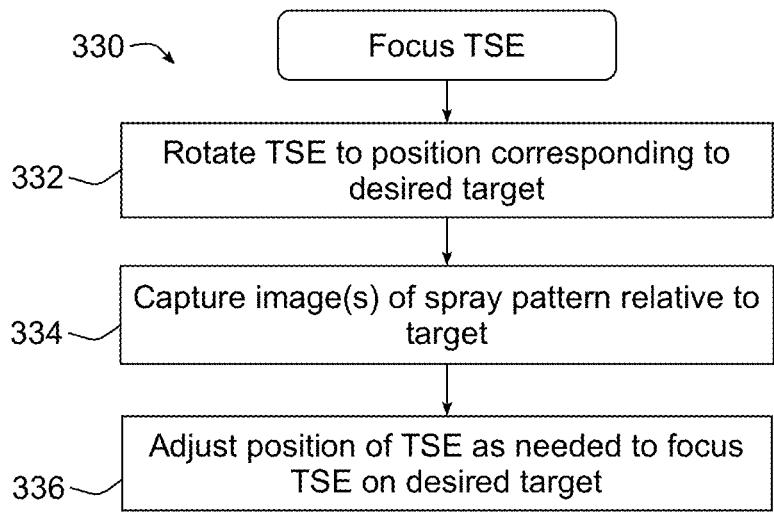 330
Focus TSE
332
Rotate TSE to position corresponding to
desired target
334
Capture image(s) of spray pattern relative to
target
336
Adjust position of TSE as needed to focus
TSE on desired target